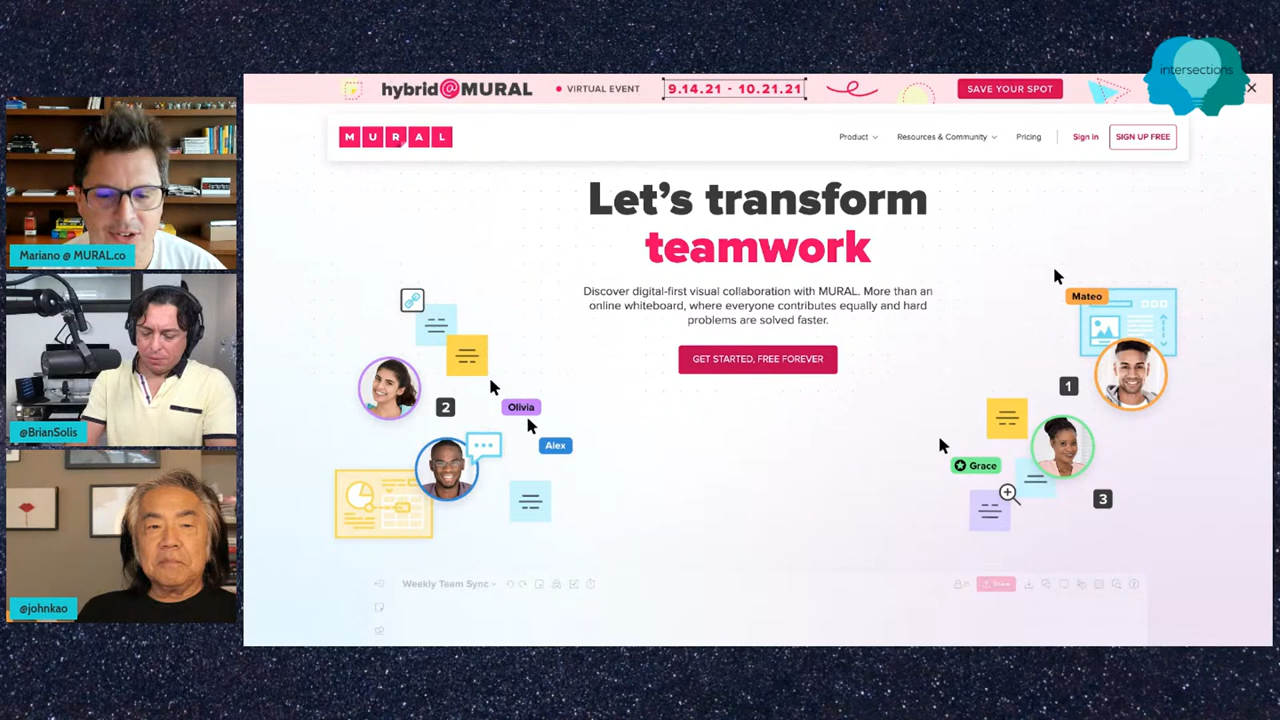 intersections
hybrid@MURAL
VIRTUAL EVENT
9.14.21 - 10.21.21
SAVE YOUR SPOT
MURAL
Product
Resources & Community
Pricing
Sign in
SIGN UP FREE
Let's transform
teamwork
Discover digital-first visual collaboration with MURAL. More than an
online whiteboard, where everyone contributes equally and hard
problems are solved faster.
GET STARTED, FREE FOREVER
Mateo
1
2
Olivia
Alex
Grace
3
Weekly Team Sync
Share
Mariano @ MURAL.co
@BrianSolis
@johnkao